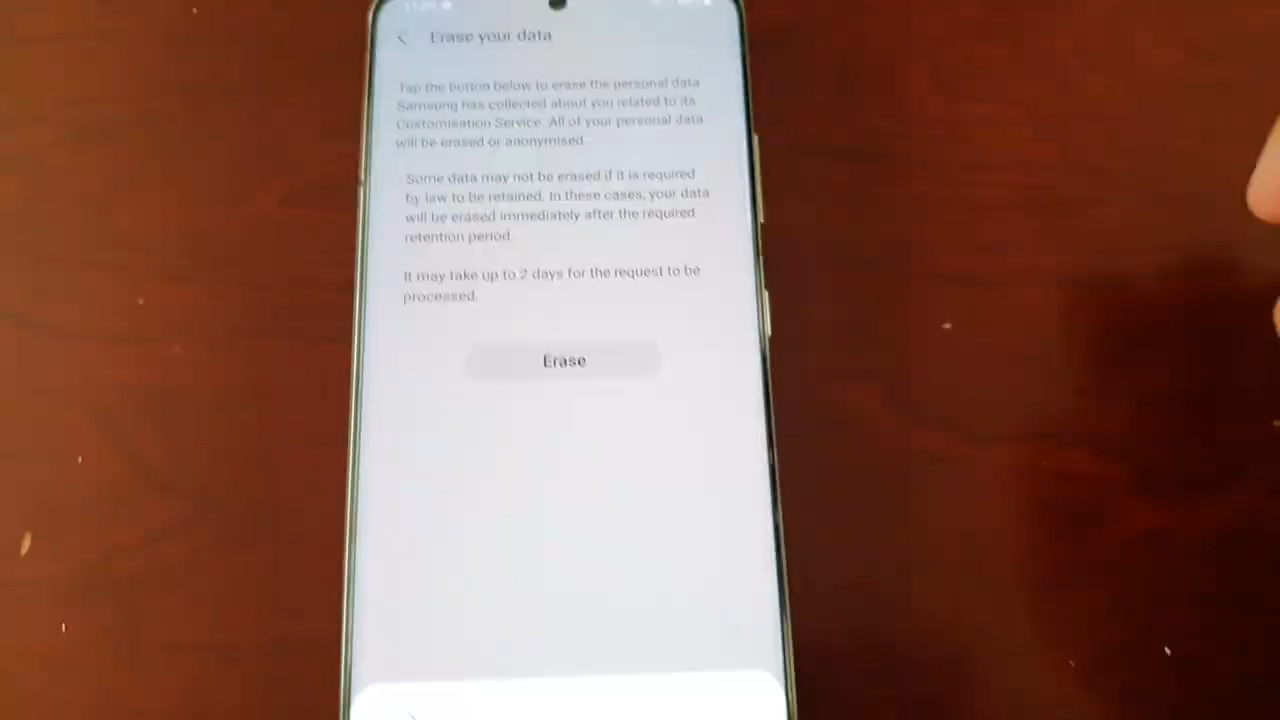 Erase your data
Tap the button below to erase the personal data
Samsung has collected about you related to its
Customisation Service. All of your personal data
will be erased or anonymised.
Some data may not be erased if it is required
by law to be retained. In these cases, your data
will be erased immediately after the required
retention period.
It may take up to 2 days for the request to be
processed.
Erase